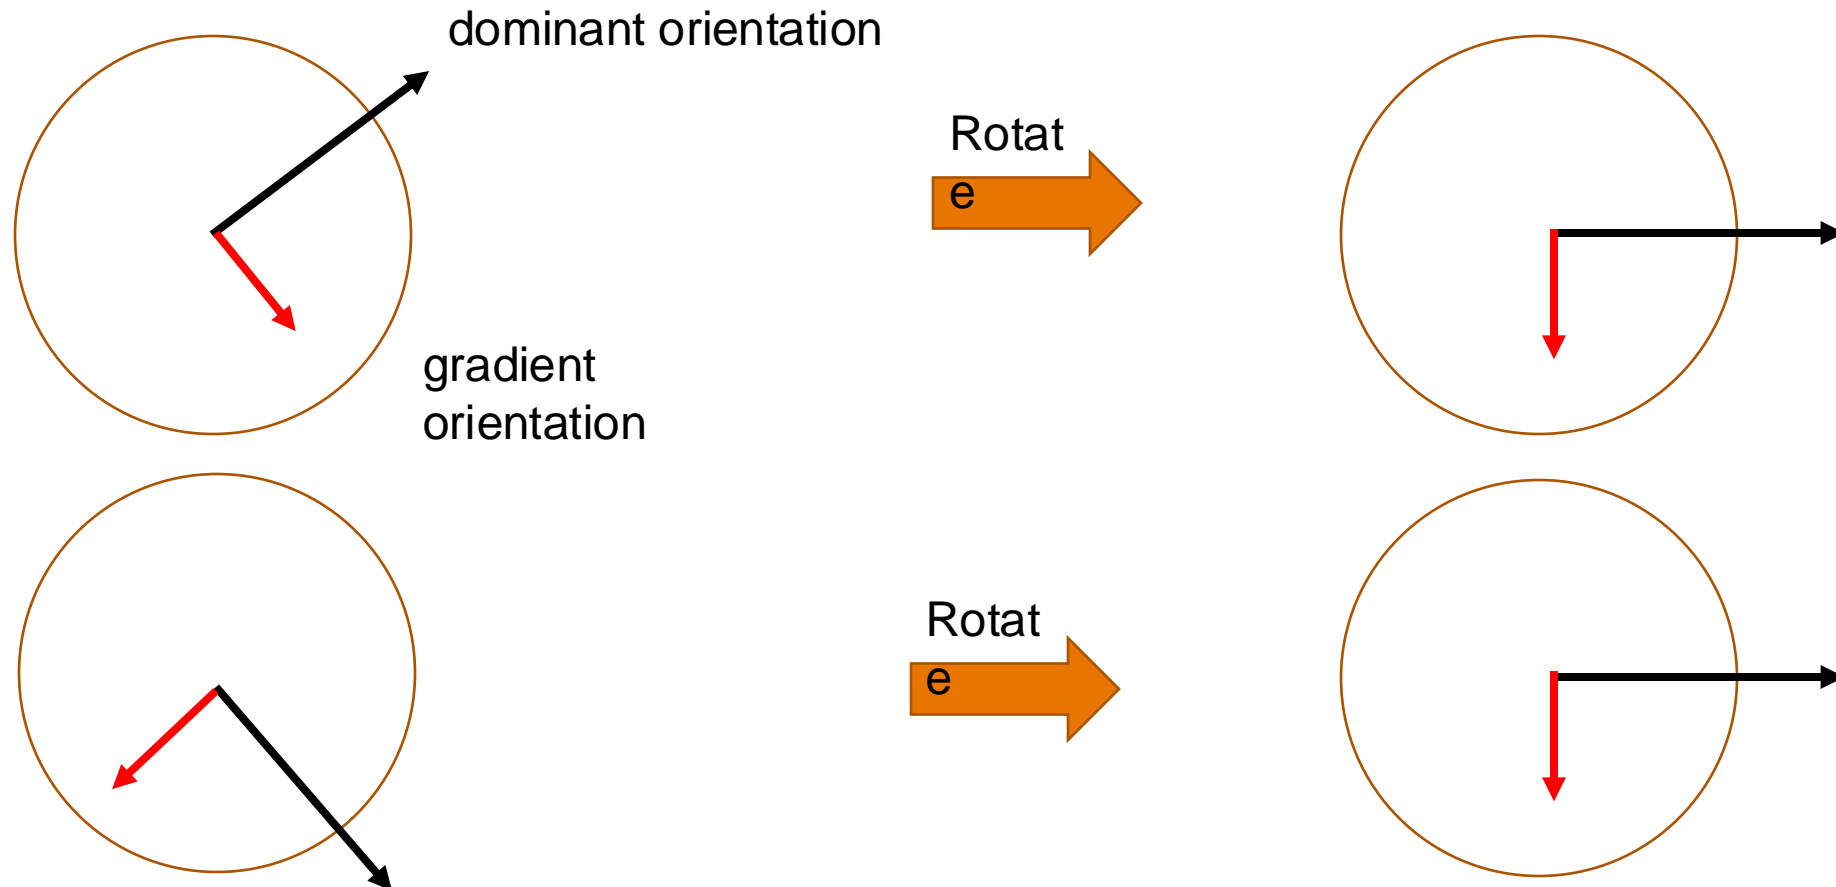 dominant orientation
Rotat
e
gradient
orientation
Rotat
e